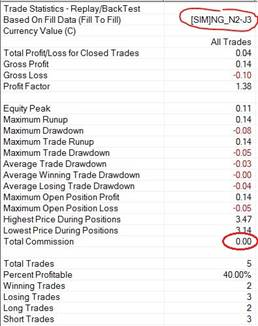 Trade Statistics - Replay/BackTest
Based On Fill Data (Fill To Fill) [SIM]NG_N2-J3
Currency Value (C)
All Trades
Total Profit/Loss for Closed Trades 0.04
Gross Profit 0.14
Gross Loss -0.10
Profit Factor 1.38
Equity Peak 0.11
Maximum Runup 0.14
Maximum Drawdown -0.08
Maximum Trade Runup 0.14
Maximum Trade Drawdown -0.05
Average Trade Drawdown -0.03
Average Winning Trade Drawdown -0.00
Average Losing Trade Drawdown -0.04
Maximum Open Position Profit 0.14
Maximum Open Position Loss -0.05
Highest Price During Positions 3.47
Lowest Price During Positions 3.14
Total Commission 0.00
Total Trades 5
Percent Profitable 40.00%
Winning Trades 2
Losing Trades 3
Long Trades 2
Short Trades 3